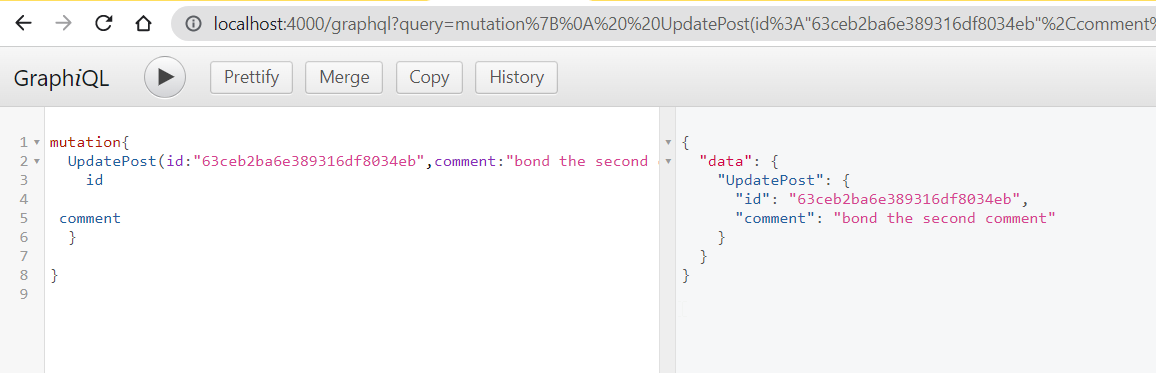 localhost:4000/graphql?query=mutation%7B%0A%20%20UpdatePost(id%3A"63ceb2ba6e389316df8034eb"%2Ccomment%
GraphiQL
Prettify
Merge
Copy
History
1 mutation{
2 UpdatePost(id:"63ceb2ba6e389316df8034eb",comment:"bond the second
3 id
4
5 comment
6 }
7
8 }
9
{
"data": {
"UpdatePost": {
"id": "63ceb2ba6e389316df8034eb",
"comment": "bond the second comment"
}
}
}